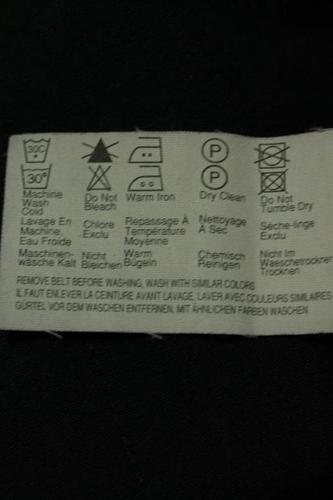 30C P
30° P
Machine Wash Cold Do Not Bleach Warm Iron Dry Clean Do Not Tumble Dry
Lavage En Machine, Eau Froide Chlore Exclu Repassage À Température Moyenne Nettoyage A Sec Séche-linge Exclu
Maschinen-wäsche Kalt Nicht Bleichen Warm Bügeln Chemisch Reinigen Nicht Im Waeschetrockner Trocknen
REMOVE BELT BEFORE WASHING, WASH WITH SIMILAR COLORS
IL FAUT ENLEVER LA CEINTURE AVANT LAVAGE, LAVER AVEC COULEURS SIMILAIRES
GÜRTEL VOR DEM WASCHEN ENTFERNEN, MIT ÄHNLICHEN FARBEN WASCHEN